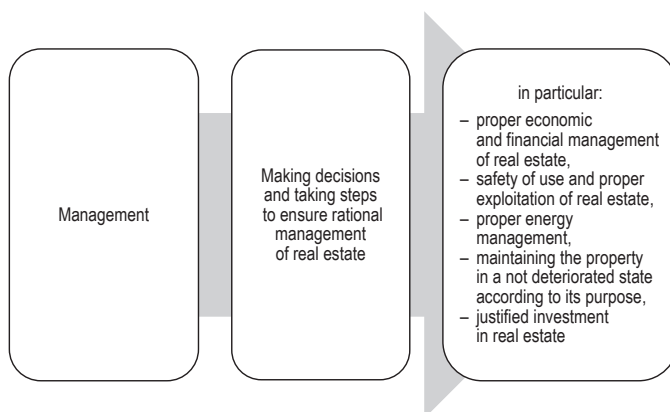 Management
Making decisions
and taking steps
to ensure rational
management
of real estate
in particular:
– proper economic
and financial management
of real estate,
– safety of use and proper
exploitation of real estate,
– proper energy
management,
– maintaining the property
in a not deteriorated state
according to its purpose,
– justified investment
in real estate